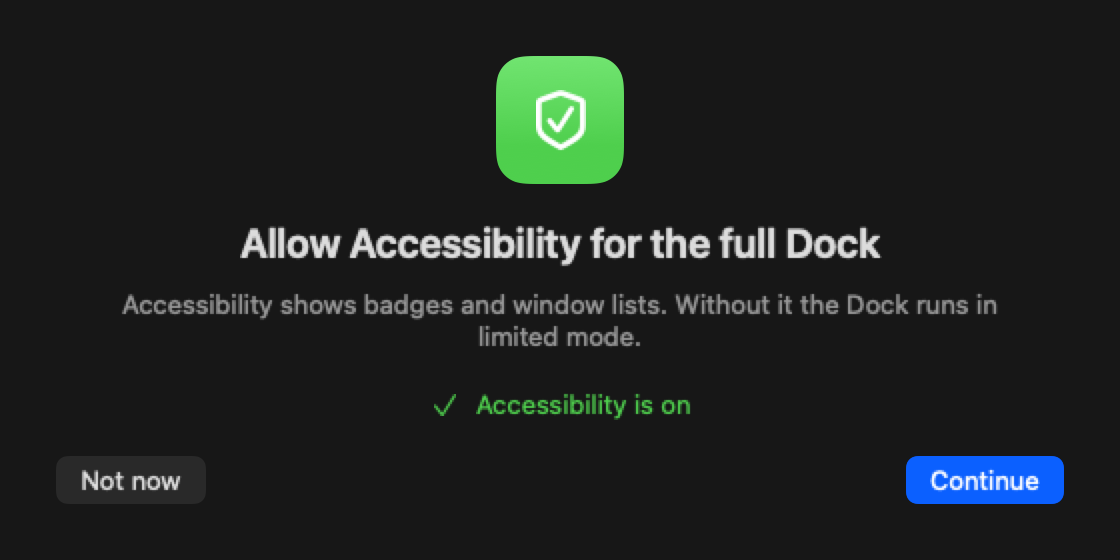 Allow Accessibility for the full Dock
Accessibility shows badges and window lists. Without it the Dock runs in
limited mode.
Accessibility is on
Not now
Continue